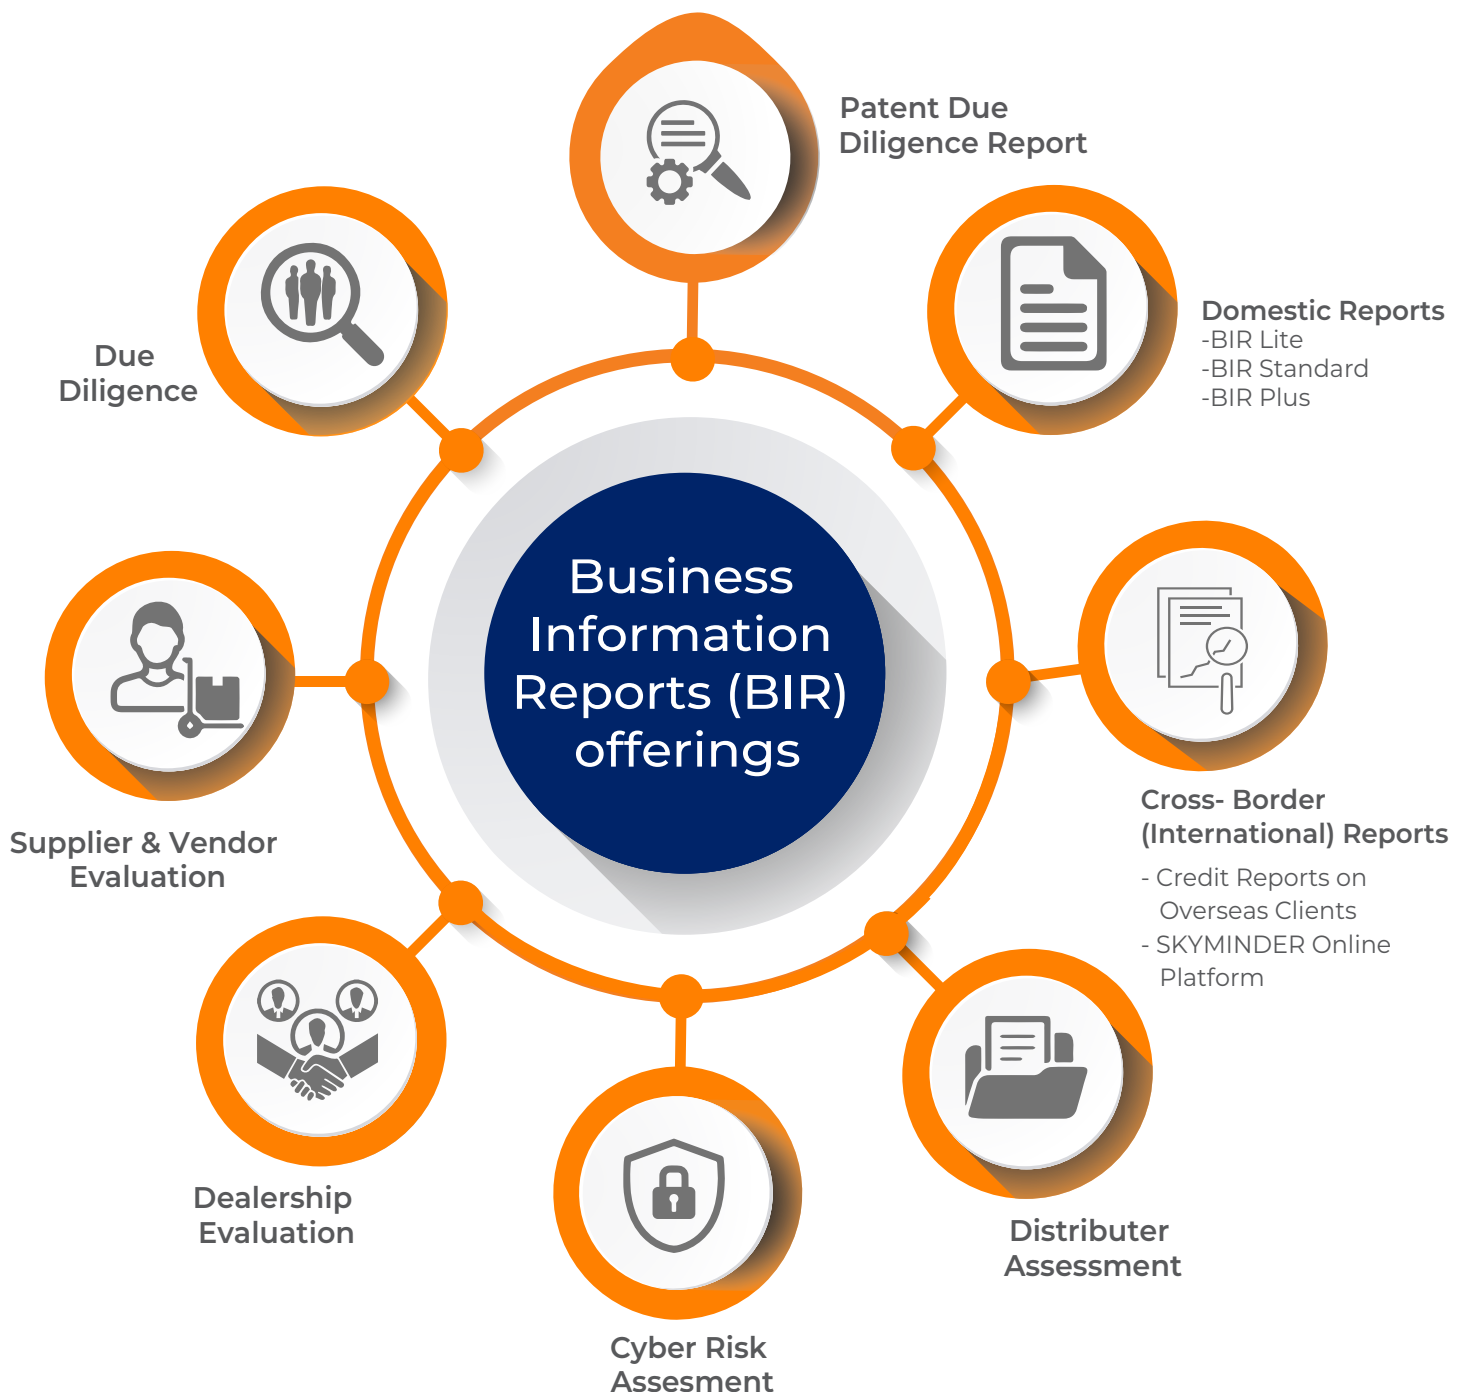 Patent Due
Diligence Report
Domestic Reports
-BIR Lite
-BIR Standard
-BIR Plus
Due
Diligence
Business
Information
Reports (BIR)
offerings
Cross- Border
(International) Reports
- Credit Reports on
Overseas Clients
- SKYMINDER Online
Platform
Supplier & Vendor
Evaluation
Dealership
Evaluation
Distributer
Assessment
Cyber Risk
Assesment